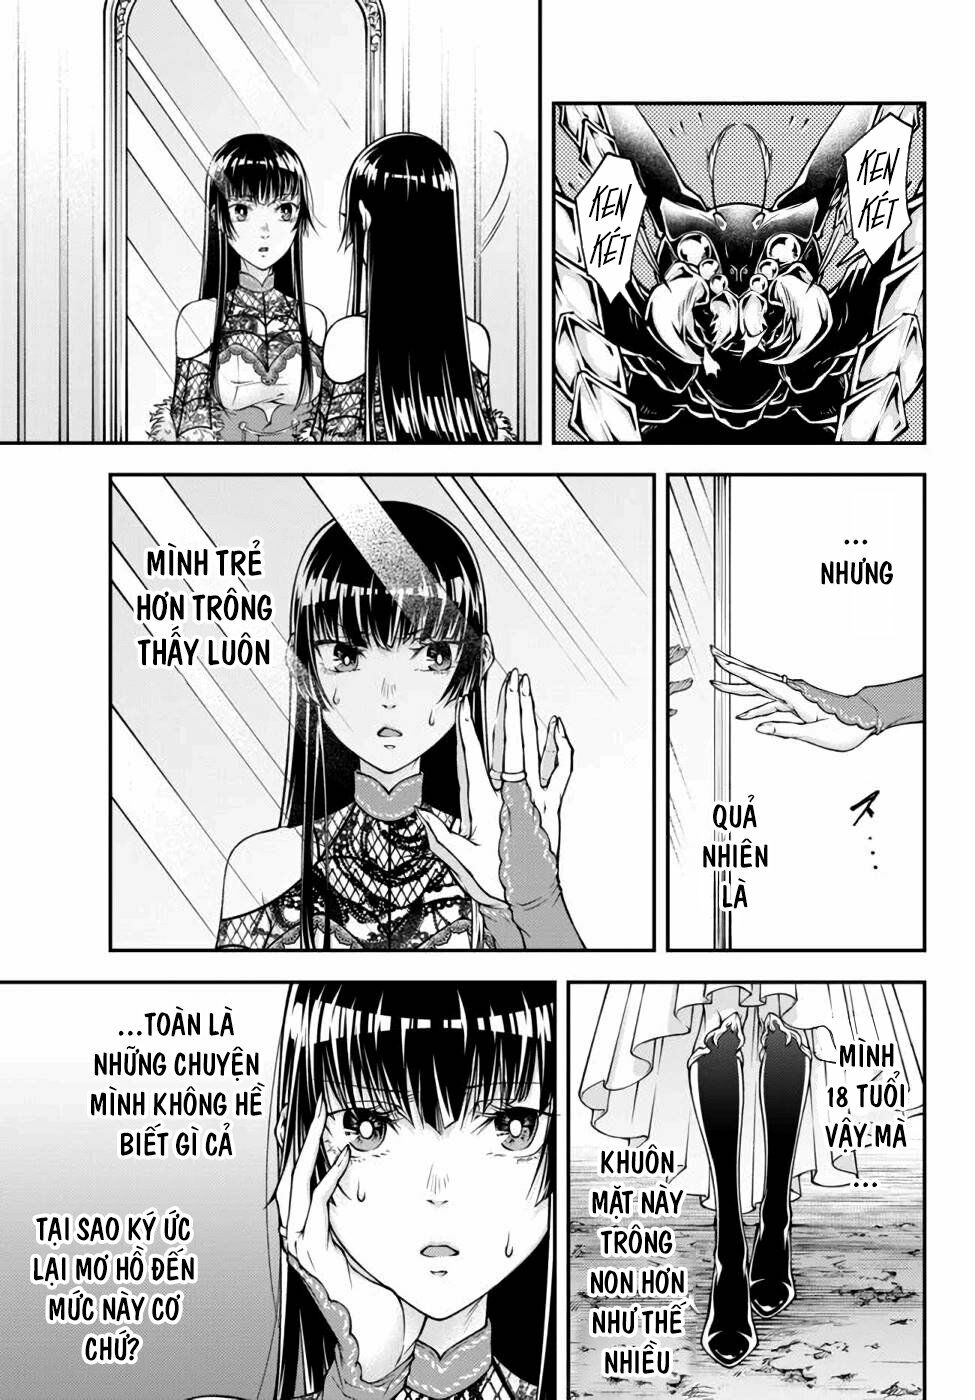 KEN
KÉT
KEN
KÉT
...
NHƯNG
QUẢ
NHIÊN
LÀ
ス...
MÌNH TRẺ
HƠN TRÔNG
THẤY LUÔN
MÌNH
18 TUỔI
VẬY MÀ
...
KHUÔN
MẶT NÀY
TRÔNG
NON HƠN
NHƯ THẾ
NHIỀU
...TOÀN LÀ
NHỮNG CHUYỆN
MÌNH KHÔNG HỀ
BIẾT GÌ CẢ
TẠI SAO KÝ ỨC
LẠI MƠ HỒ ĐẾN
MỨC NÀY CƠ
CHỨ?